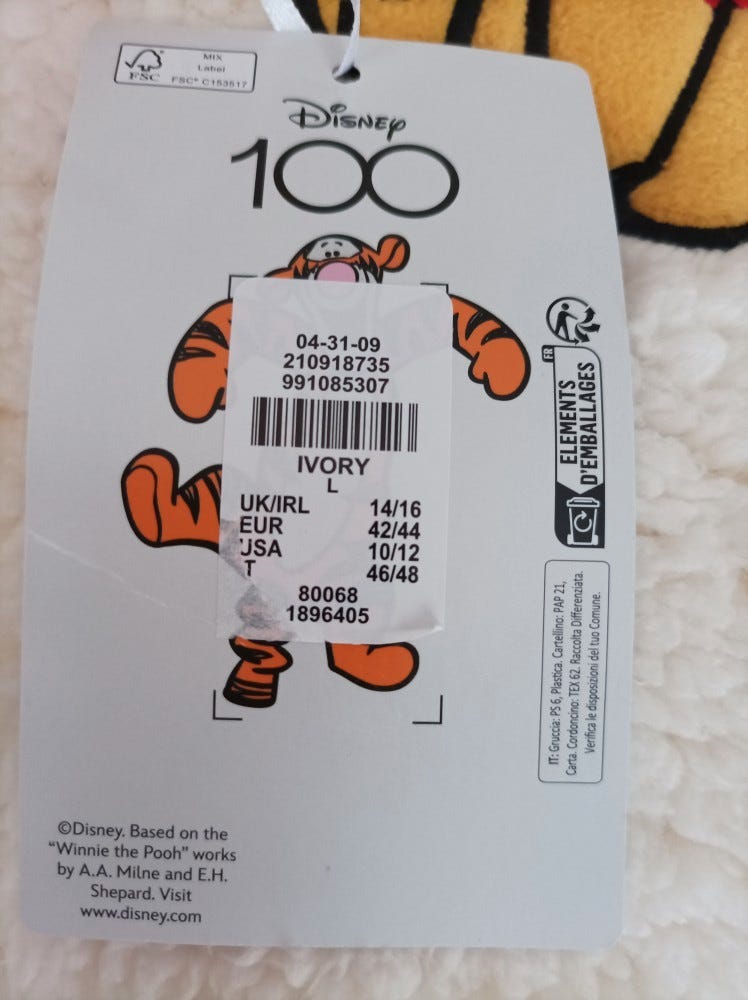 MIX
Label
FSC
FSC® C153517
Disney
100
04-31-09
210918735
991085307
IVORY
L
UK/IRL 14/16
EUR 42/44
USA 10/12
IT 46/48
80068
1896405
FR
ELEMENTS
D'EMBALLAGES
IT: Gruccia: PS 6, Plastica. Cartellino: PAP 21,
Carta. Cordoncino: TEX 62. Raccolta Differenziata.
Verifica le disposizioni del tuo Comune.
©Disney. Based on the
“Winnie the Pooh” works
by A.A. Milne and E.H.
Shepard. Visit
www.disney.com